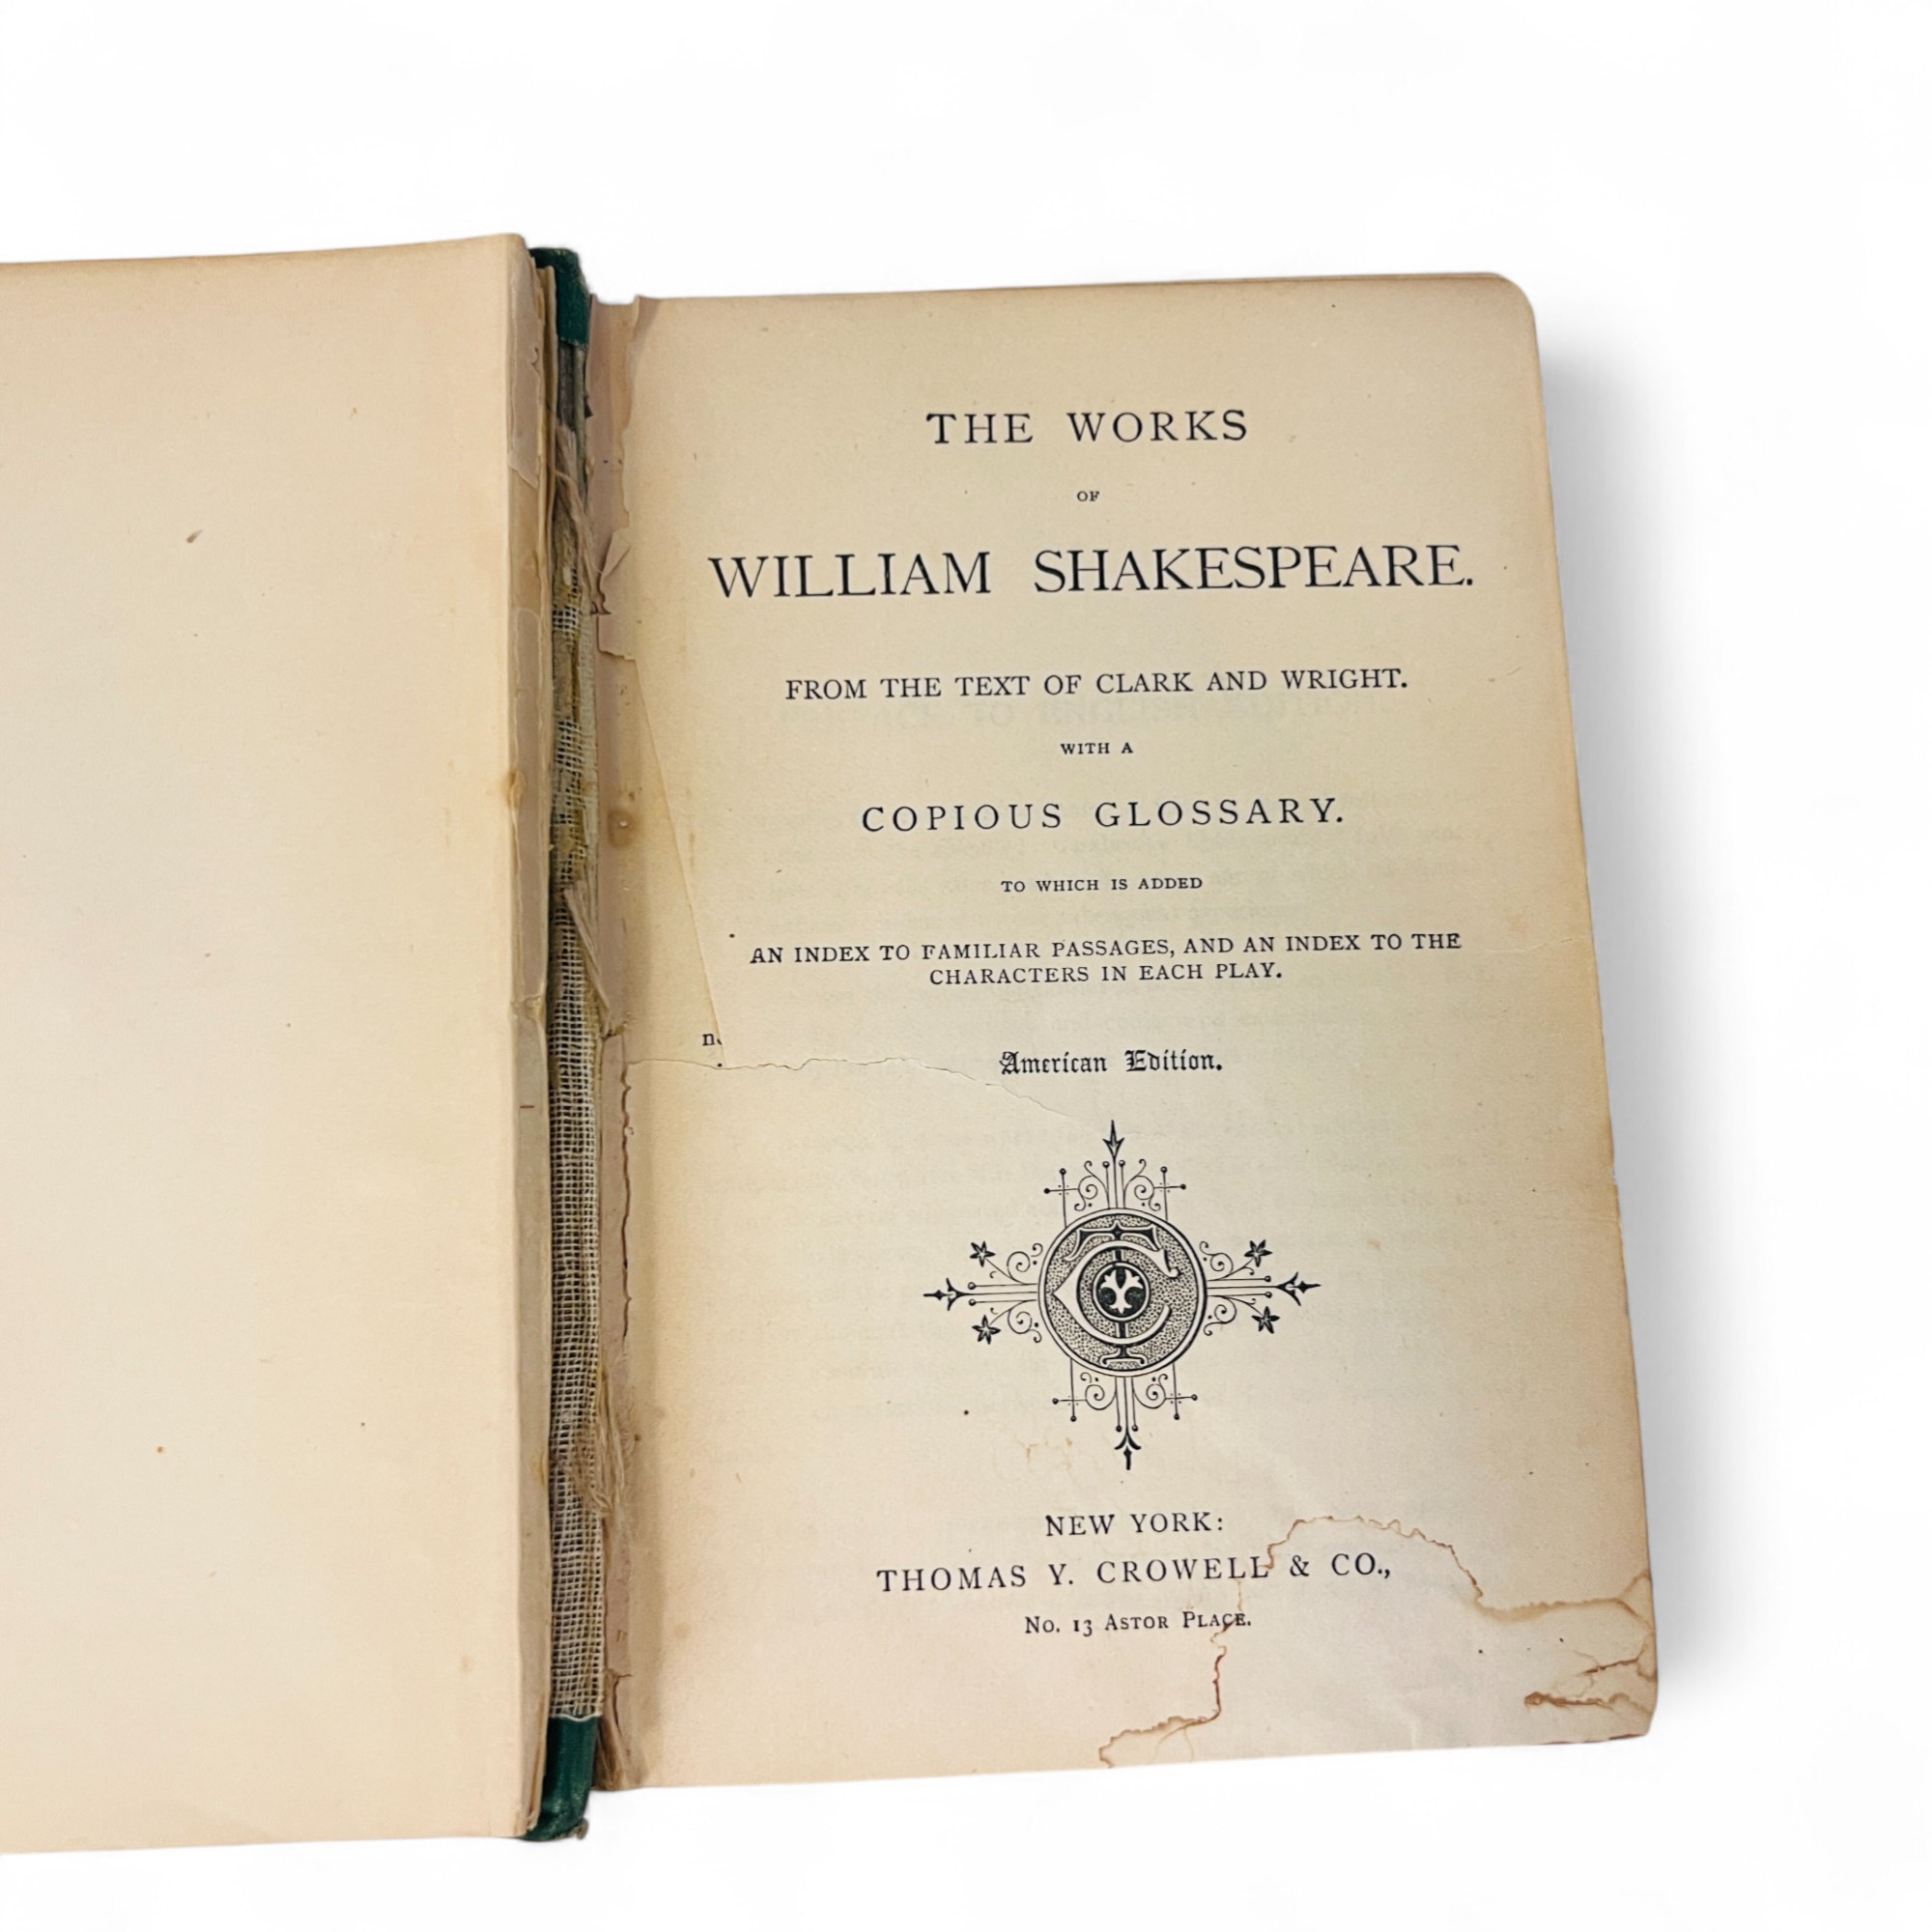 THE WORKS
OF
WILLIAM SHAKESPEARE.
FROM THE TEXT OF CLARK AND WRIGHT.
WITH A
COPIOUS GLOSSARY.
TO WHICH IS ADDED
AN INDEX TO FAMILIAR PASSAGES, AND AN INDEX TO THE
CHARACTERS IN EACH PLAY.
American Edition.
TC
NEW YORK:
THOMAS Y. CROWELL & CO.,
No. 13 Astor Place.